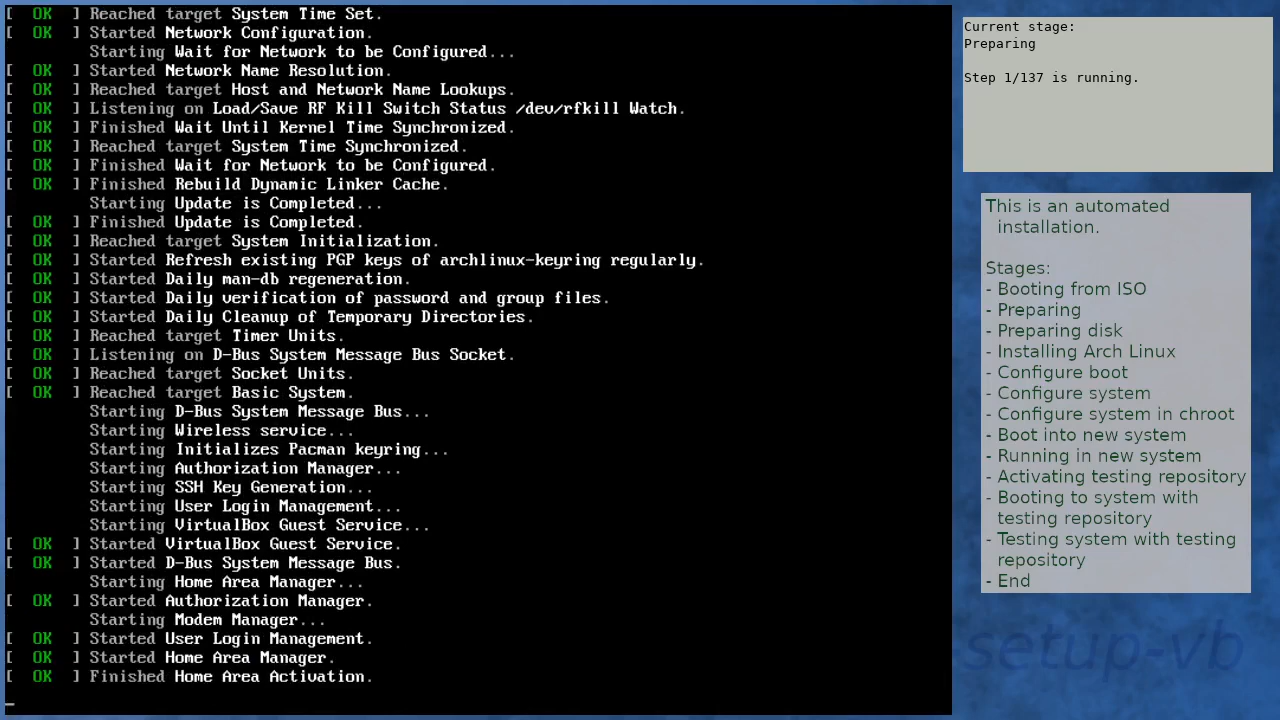 [  OK  ] Reached target System Time Set.
[  OK  ] Started Network Configuration.
Starting Wait for Network to be Configured...
[  OK  ] Started Network Name Resolution.
[  OK  ] Reached target Host and Network Name Lookups.
[  OK  ] Listening on Load/Save RF Kill Switch Status /dev/rfkill Watch.
[  OK  ] Finished Wait Until Kernel Time Synchronized.
[  OK  ] Reached target System Time Synchronized.
[  OK  ] Finished Wait for Network to be Configured.
[  OK  ] Finished Rebuild Dynamic Linker Cache.
Starting Update is Completed...
[  OK  ] Finished Update is Completed.
[  OK  ] Reached target System Initialization.
[  OK  ] Started Refresh existing PGP keys of archlinux-keyring regularly.
[  OK  ] Started Daily man-db regeneration.
[  OK  ] Started Daily verification of password and group files.
[  OK  ] Started Daily Cleanup of Temporary Directories.
[  OK  ] Reached target Timer Units.
[  OK  ] Listening on D-Bus System Message Bus Socket.
[  OK  ] Reached target Socket Units.
[  OK  ] Reached target Basic System.
Starting D-Bus System Message Bus...
Starting Wireless service...
Starting Initializes Pacman keyring...
Starting Authorization Manager...
Starting SSH Key Generation...
Starting User Login Management...
Starting VirtualBox Guest Service...
[  OK  ] Started VirtualBox Guest Service.
[  OK  ] Started D-Bus System Message Bus.
Starting Home Area Manager...
[  OK  ] Started Authorization Manager.
Starting Modem Manager...
[  OK  ] Started User Login Management.
[  OK  ] Started Home Area Manager.
[  OK  ] Finished Home Area Activation.
_
Current stage:
Preparing
Step 1/137 is running.
This is an automated
installation.
Stages:
- Booting from ISO
- Preparing
- Preparing disk
- Installing Arch Linux
- Configure boot
- Configure system
- Configure system in chroot
- Boot into new system
- Running in new system
- Activating testing repository
- Booting to system with
testing repository
- Testing system with testing
repository
- End
setup-vb